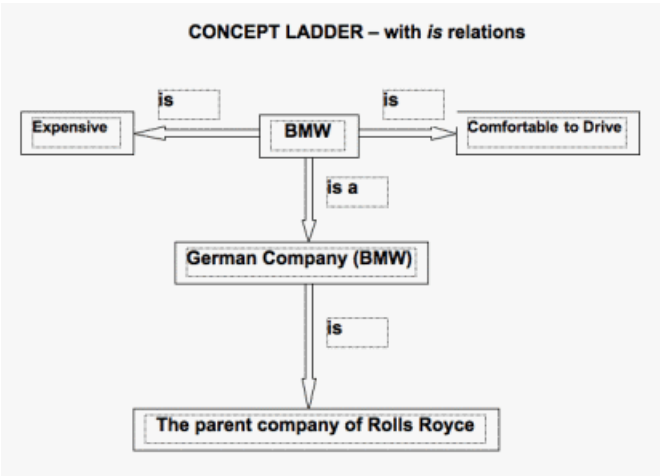 CONCEPT LADDER – with is relations
is
is
Expensive
BMW
Comfortable to Drive
is a
German Company (BMW)
is
The parent company of Rolls Royce